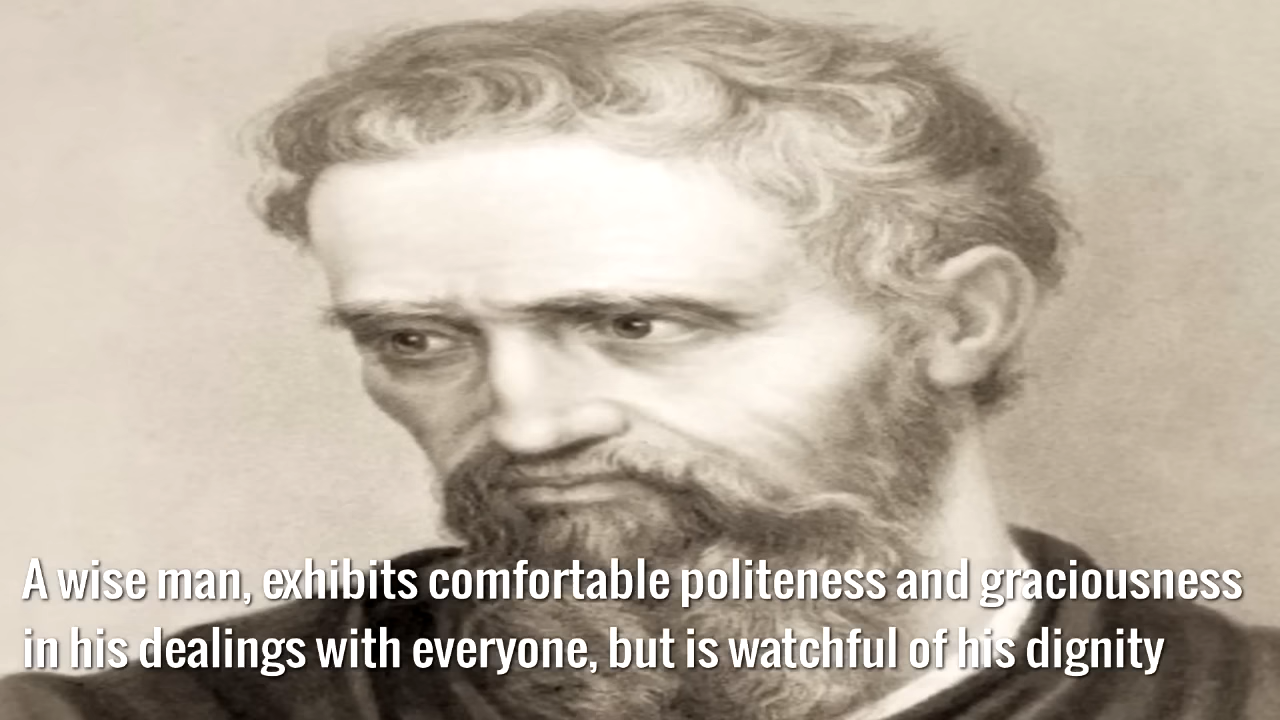 A wise man, exhibits comfortable politeness and graciousness
in his dealings with everyone, but is watchful of his dignity